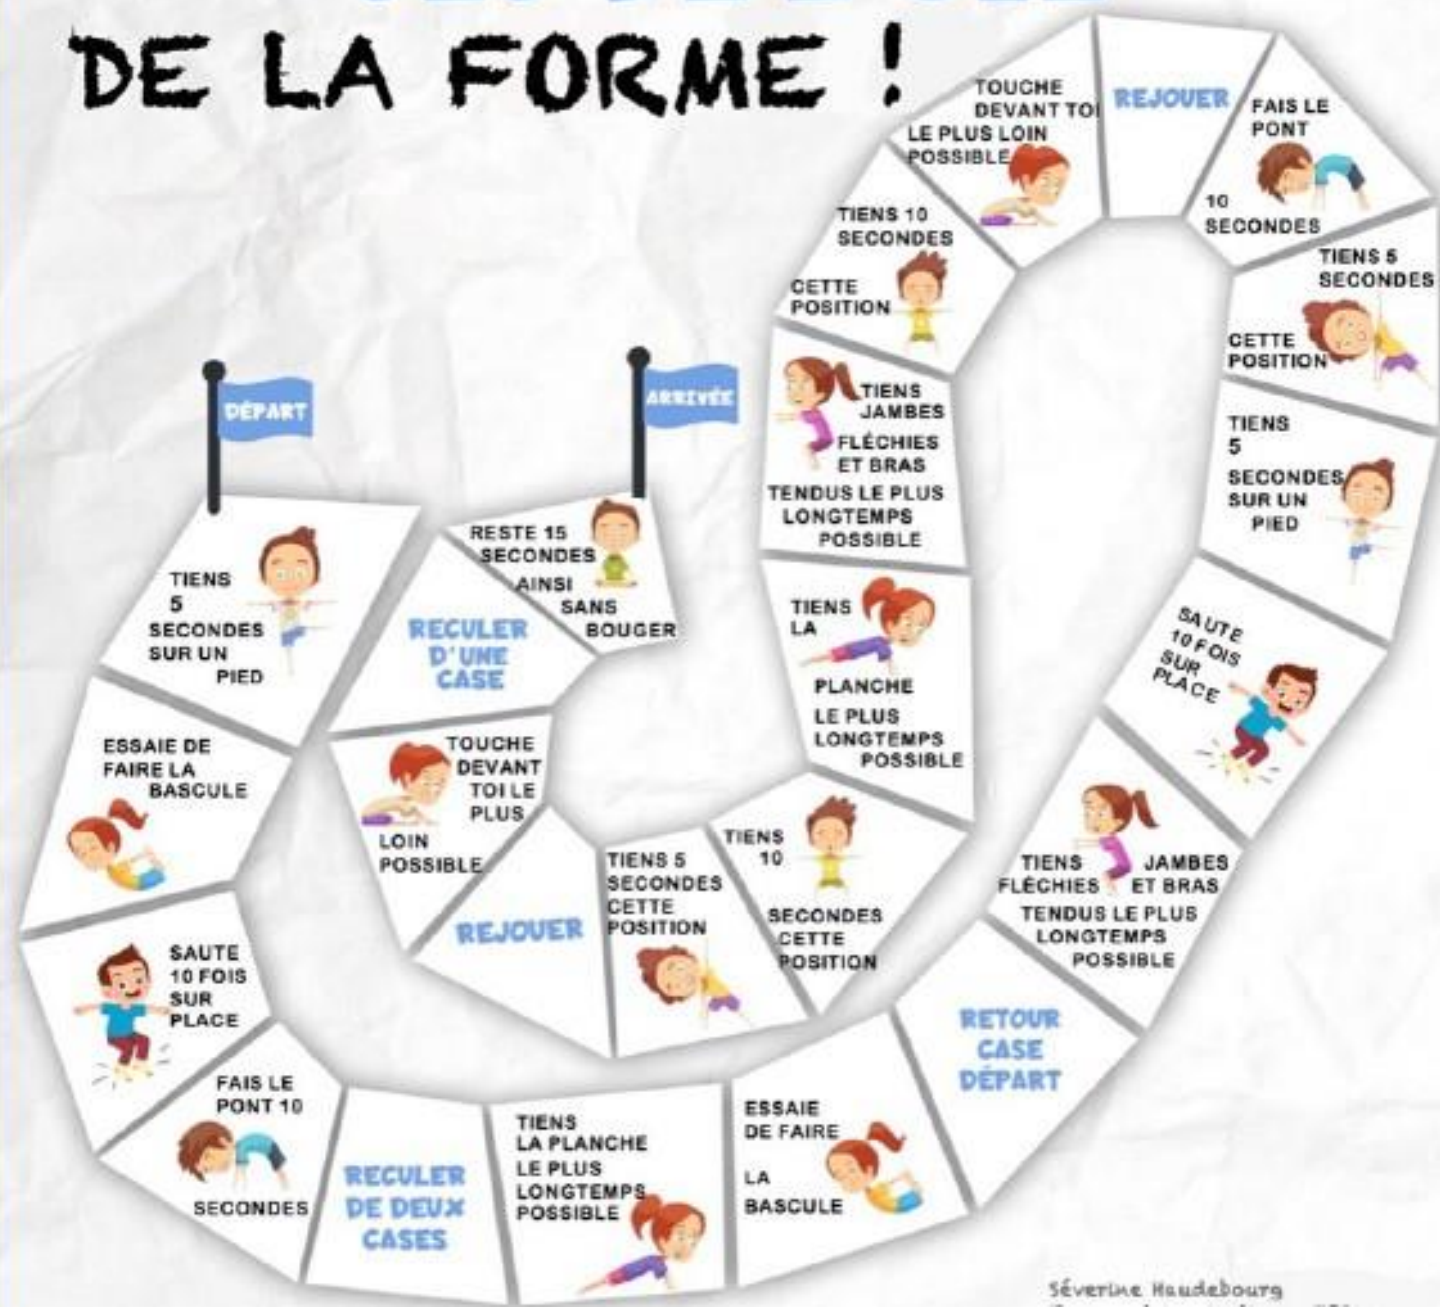 DE LA FORME !
DÉPART
TIENS
5
SECONDES
SUR UN
PIED
ESSAIE DE
FAIRE LA
BASCULE
SAUTE
10 FOIS
SUR
PLACE
FAIS LE
PONT 10
SECONDES
RECULER
DE DEUX
CASES
TIENS
LA PLANCHE
LE PLUS
LONGTEMPS
POSSIBLE
ESSAIE
DE FAIRE
LA
BASCULE
RETOUR
CASE
DÉPART
TIENS JAMBES
FLÉCHIES ET BRAS
TENDUS LE PLUS
LONGTEMPS
POSSIBLE
SAUTE
10 FOIS
SUR
PLACE
TIENS
5
SECONDES
SUR UN
PIED
TIENS 5
SECONDES
CETTE
POSITION
FAIS LE
PONT
10
SECONDES
REJOUER
TOUCHE
DEVANT TOI
LE PLUS LOIN
POSSIBLE
TIENS 10
SECONDES
CETTE
POSITION
TIENS
JAMBES
FLÉCHIES
ET BRAS
TENDUS LE PLUS
LONGTEMPS
POSSIBLE
TIENS
LA
PLANCHE
LE PLUS
LONGTEMPS
POSSIBLE
TIENS
10
SECONDES
CETTE
POSITION
TIENS 5
SECONDES
CETTE
POSITION
REJOUER
TOUCHE
DEVANT
TOI LE
PLUS
LOIN
POSSIBLE
RECULER
D'UNE
CASE
RESTE 15
SECONDES
AINSI
SANS
BOUGER
ARRIVÉE
Séverine Haudebourg